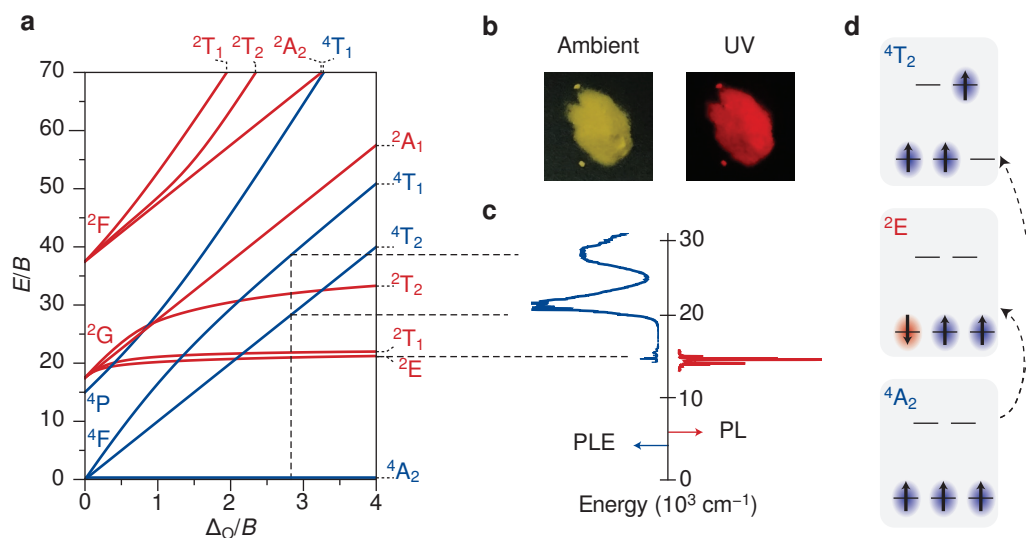 a
²T₁ ²T₂ ²A₂ ⁴T₁
70
60
50
40
30
20
10
0
E/B
0 1 2 3 4
Δ_O/B
²F
²G
⁴P
⁴F
²A₁
⁴T₁
⁴T₂
²T₂
²T₁
²E
⁴A₂
b
Ambient UV
c
30
20
10
0
PLE
PL
Energy (10³ cm⁻¹)
d
⁴T₂
²E
⁴A₂